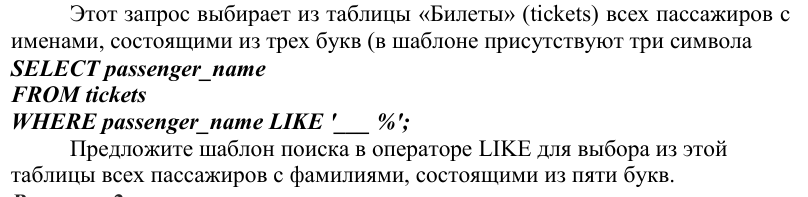 Этот запрос выбирает из таблицы «Билеты» (tickets) всех пассажиров с
именами, состоящими из трех букв (в шаблоне присутствуют три символа
SELECT passenger_name
FROM tickets
WHERE passenger_name LIKE '___ %';
Предложите шаблон поиска в операторе LIKE для выбора из этой
таблицы всех пассажиров с фамилиями, состоящими из пяти букв.